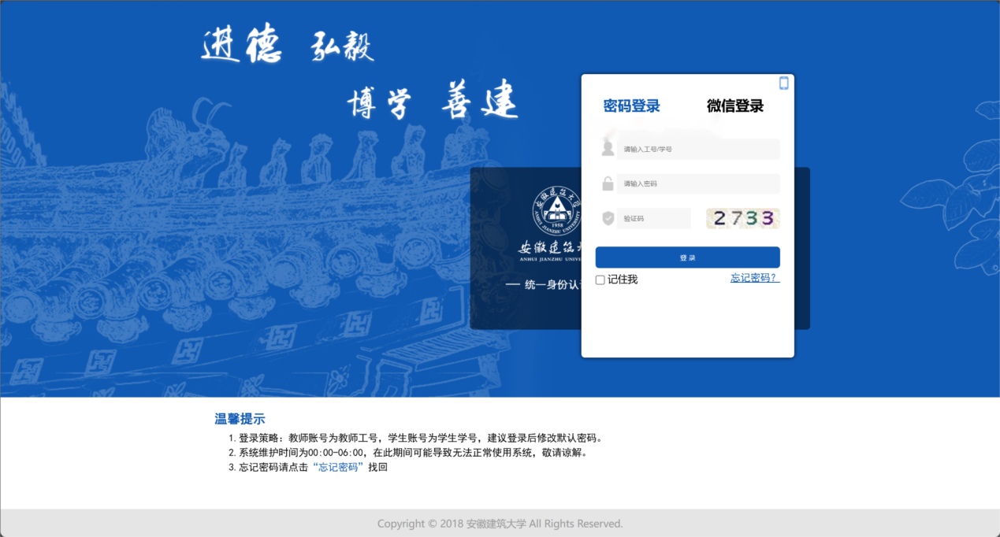 进德 弘毅
博学 善建
密码登录
微信登录
请输入工号/学号
请输入密码
验证码
2733
登 录
记住我
忘记密码?
安徽建筑大学
ANHUI JIANZHU UNIVERSITY
1958
安徽建筑大
ANHUI JIANZHU UNIVE
统一身份认
温馨提示
1. 登录策略：教师账号为教师工号，学生账号为学生学号，建议登录后修改默认密码。
2. 系统维护时间为00:00-06:00，在此期间可能导致无法正常使用系统，敬请谅解。
3. 忘记密码请点击“忘记密码”找回
Copyright © 2018 安徽建筑大学 All Rights Reserved.